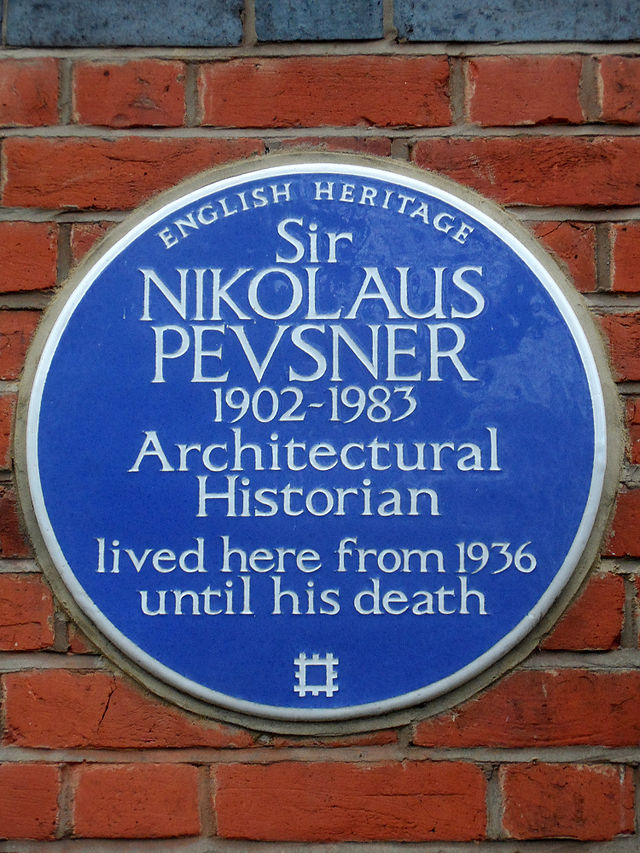 ENGLISH HERITAGE
Sir
NIKOLAUS
PEVSNER
1902-1983
Architectural
Historian
lived here from 1936
until his death